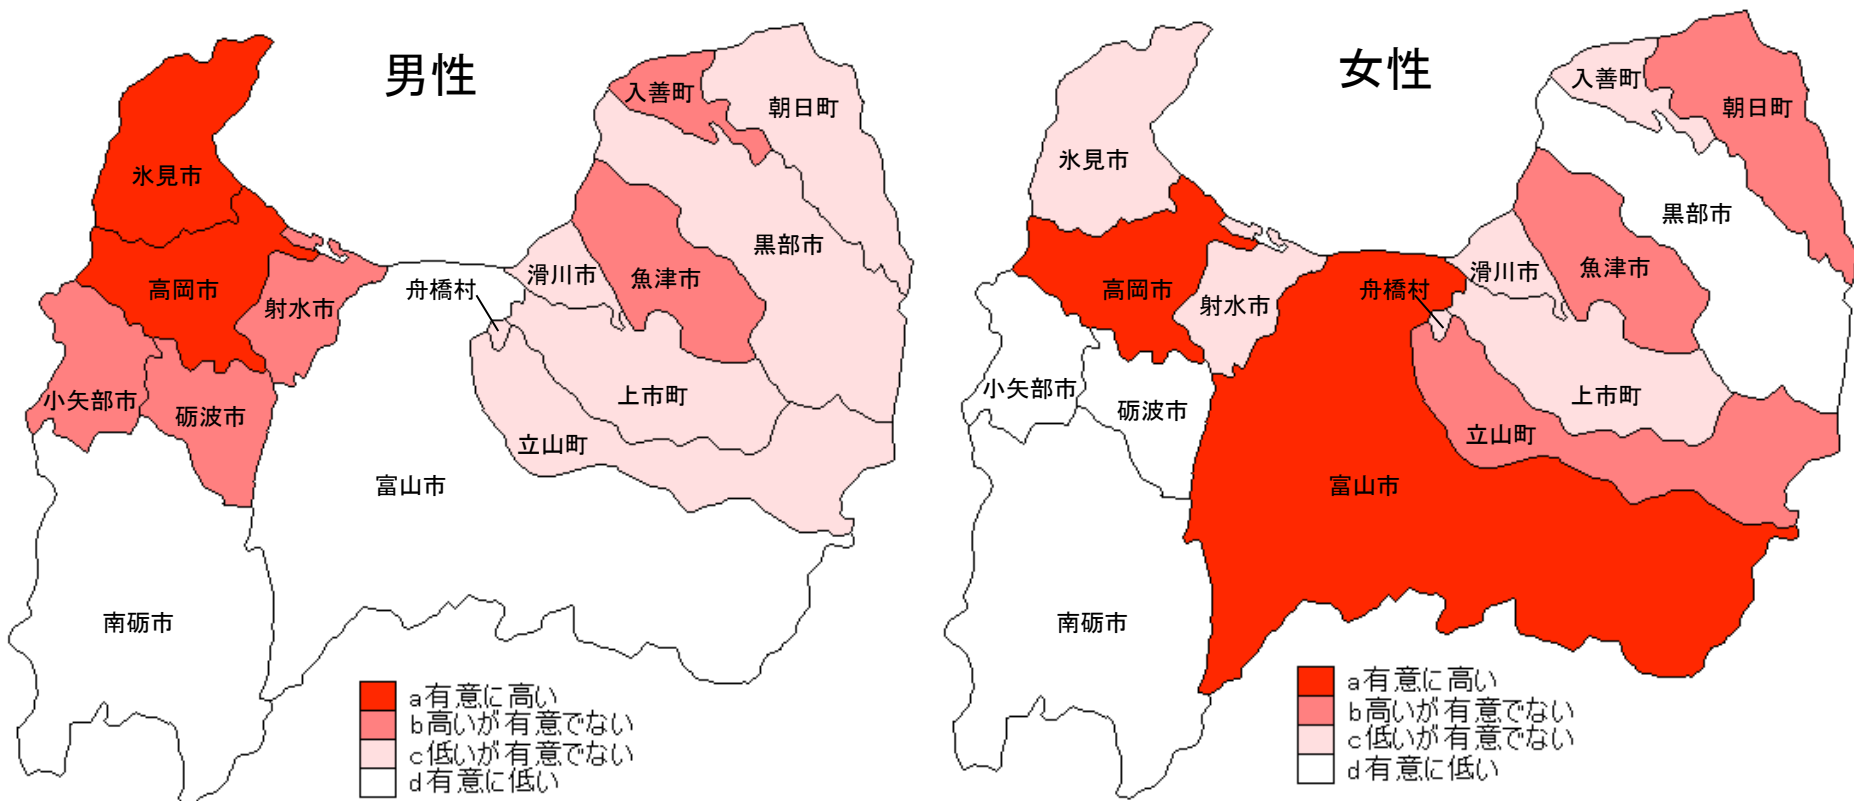 男性
入善町
朝日町
氷見市
黒部市
滑川市
魚津市
舟橋村
高岡市
射水市
小矢部市
砺波市
上市町
立山町
富山市
南砺市
a有意に高い
b高いが有意でない
c低いが有意でない
d有意に低い
女性
入善町
朝日町
氷見市
黒部市
滑川市
魚津市
舟橋村
高岡市
射水市
小矢部市
砺波市
上市町
立山町
富山市
南砺市
a有意に高い
b高いが有意でない
c低いが有意でない
d有意に低い